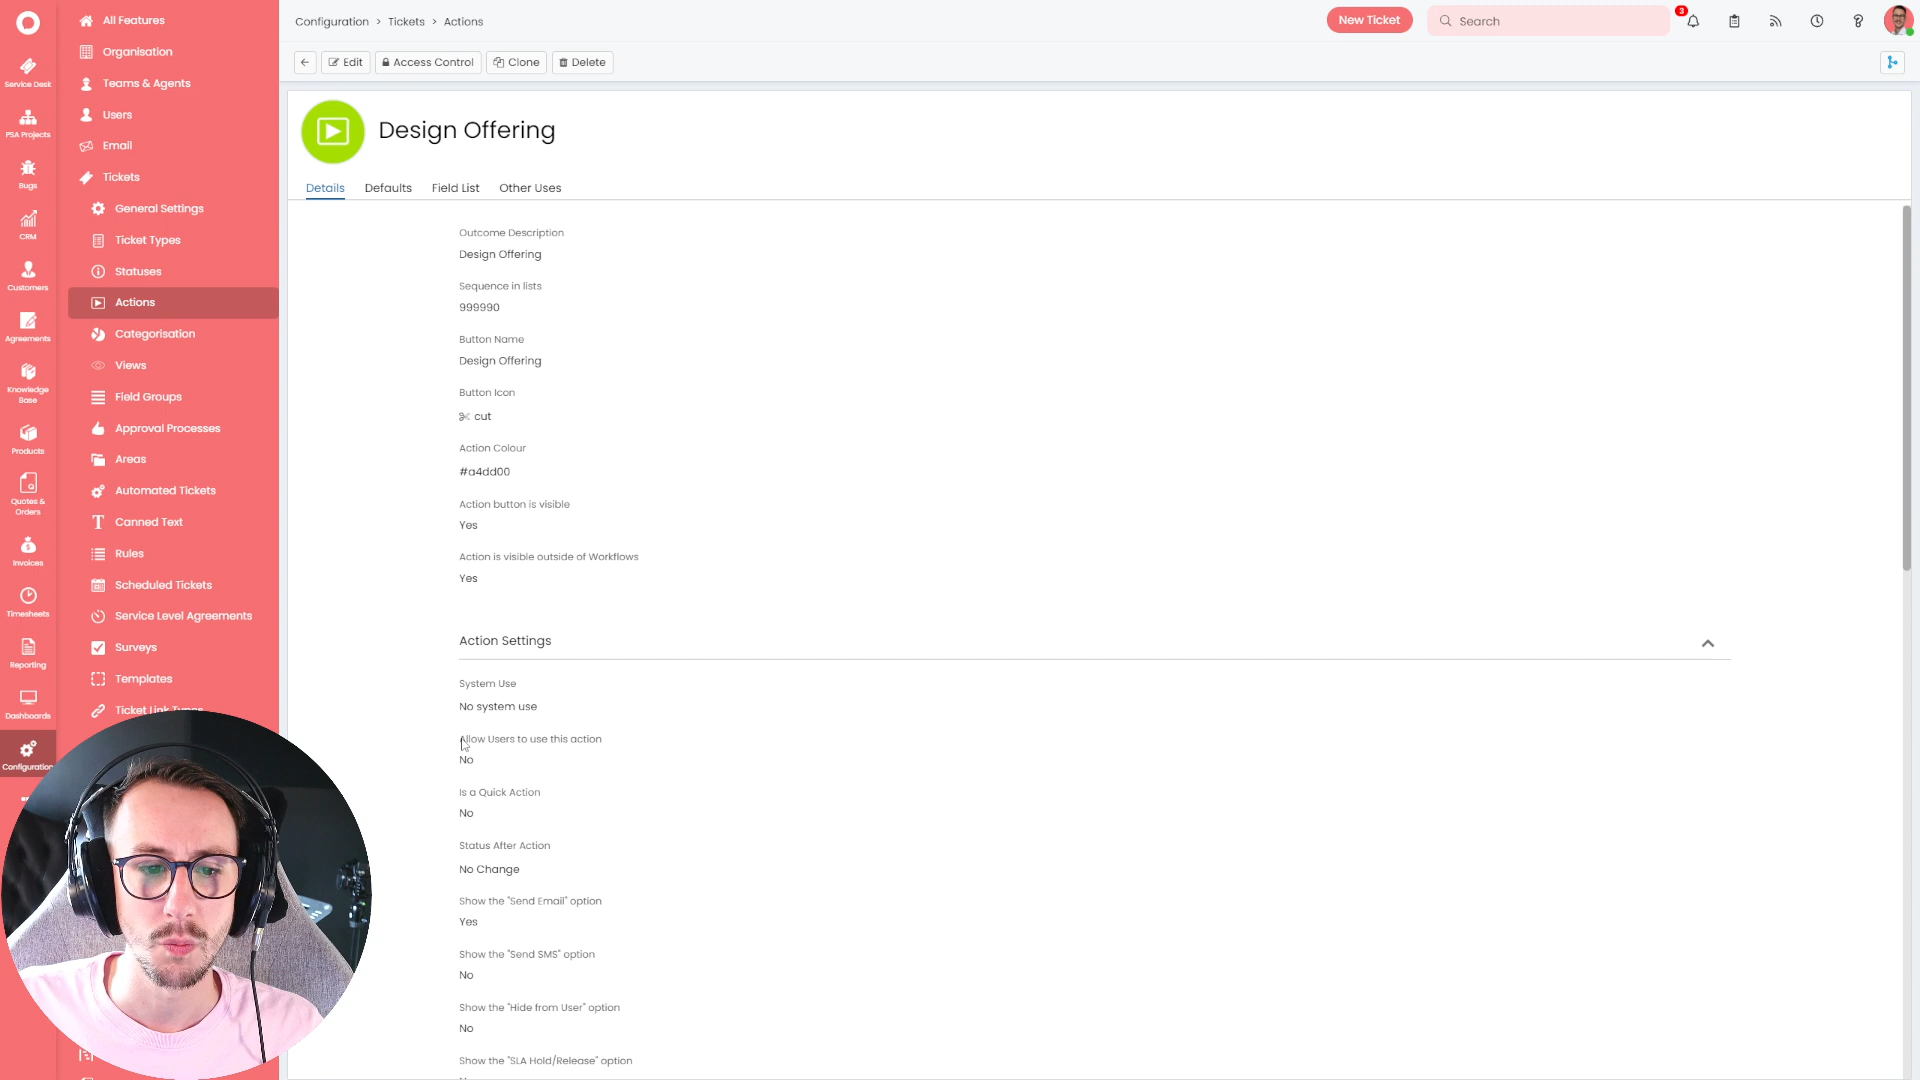 Configuration > Tickets > Actions
New Ticket
Search
3
Edit
Access Control
Clone
Delete
Service Desk
PSA Projects
Bugs
CRM
Customers
Agreements
Knowledge
Base
Products
Quotes &
Orders
Invoices
Timesheets
Reporting
Dashboards
Configuration
All Features
Organisation
Teams & Agents
Users
Email
Tickets
General Settings
Ticket Types
Statuses
Actions
Categorisation
Views
Field Groups
Approval Processes
Areas
Automated Tickets
Canned Text
Rules
Scheduled Tickets
Service Level Agreements
Surveys
Templates
Ticket Link Types
Design Offering
Details
Defaults
Field List
Other Uses
Outcome Description
Design Offering
Sequence in lists
999990
Button Name
Design Offering
Button Icon
cut
Action Colour
#a4dd00
Action button is visible
Yes
Action is visible outside of Workflows
Yes
Action Settings
System Use
No system use
Allow Users to use this action
No
Is a Quick Action
No
Status After Action
No Change
Show the "Send Email" option
Yes
Show the "Send SMS" option
No
Show the "Hide from User" option
No
Show the "SLA Hold/Release" option